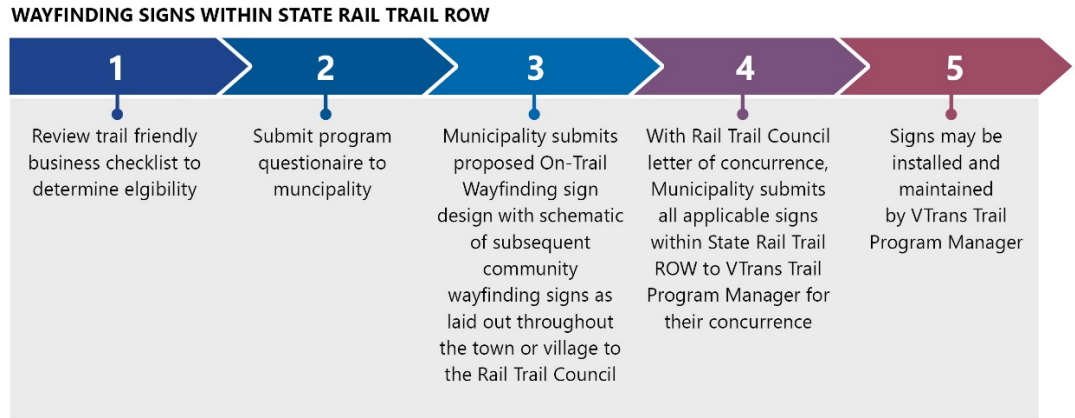 WAYFINDING SIGNS WITHIN STATE RAIL TRAIL ROW
1
Review trail friendly
business checklist to
determine elgibility
2
Submit program
questionaire to
muncipality
3
Municipality submits
proposed On-Trail
Wayfinding sign
design with schematic
of subsequent
community
wayfinding signs as
laid out throughout
the town or village to
the Rail Trail Council
4
With Rail Trail Council
letter of concurrence,
Municipality submits
all applicable signs
within State Rail Trail
ROW to VTrans Trail
Program Manager for
their concurrence
5
Signs may be
installed and
maintained
by VTrans Trail
Program Manager